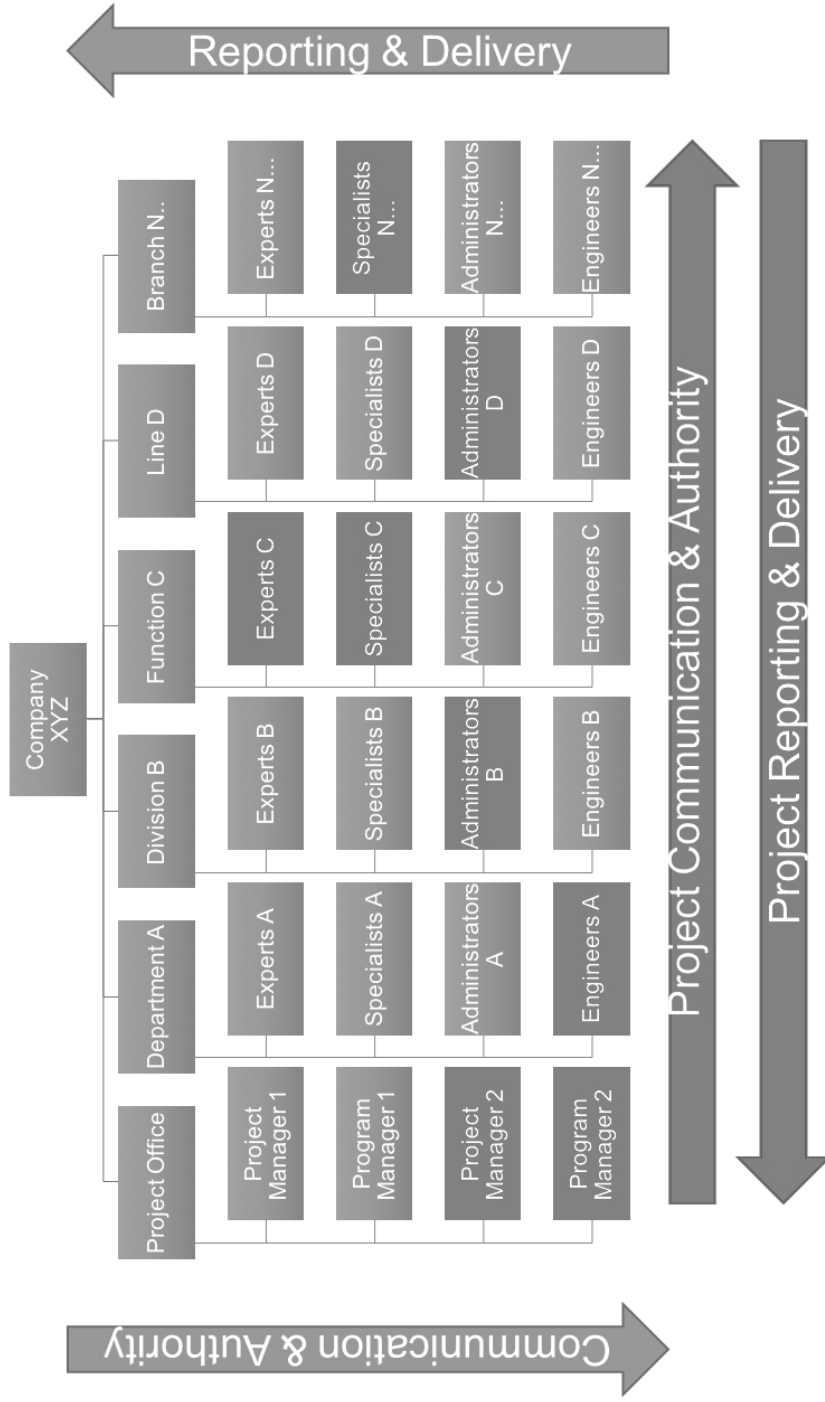 Company
XYZ
Project Office
Department A
Division B
Function C
Line D
Branch N..
Project
Manager 1
Experts A
Experts B
Experts C
Experts D
Experts N...
Program
Manager 1
Specialists A
Specialists B
Specialists C
Specialists D
Specialists
N...
Project
Manager 2
Administrators
A
Administrators
B
Administrators
C
Administrators
D
Administrators
N...
Program
Manager 2
Engineers A
Engineers B
Engineers C
Engineers D
Engineers N...
Communication & Authority
Reporting & Delivery
Project Communication & Authority
Project Reporting & Delivery